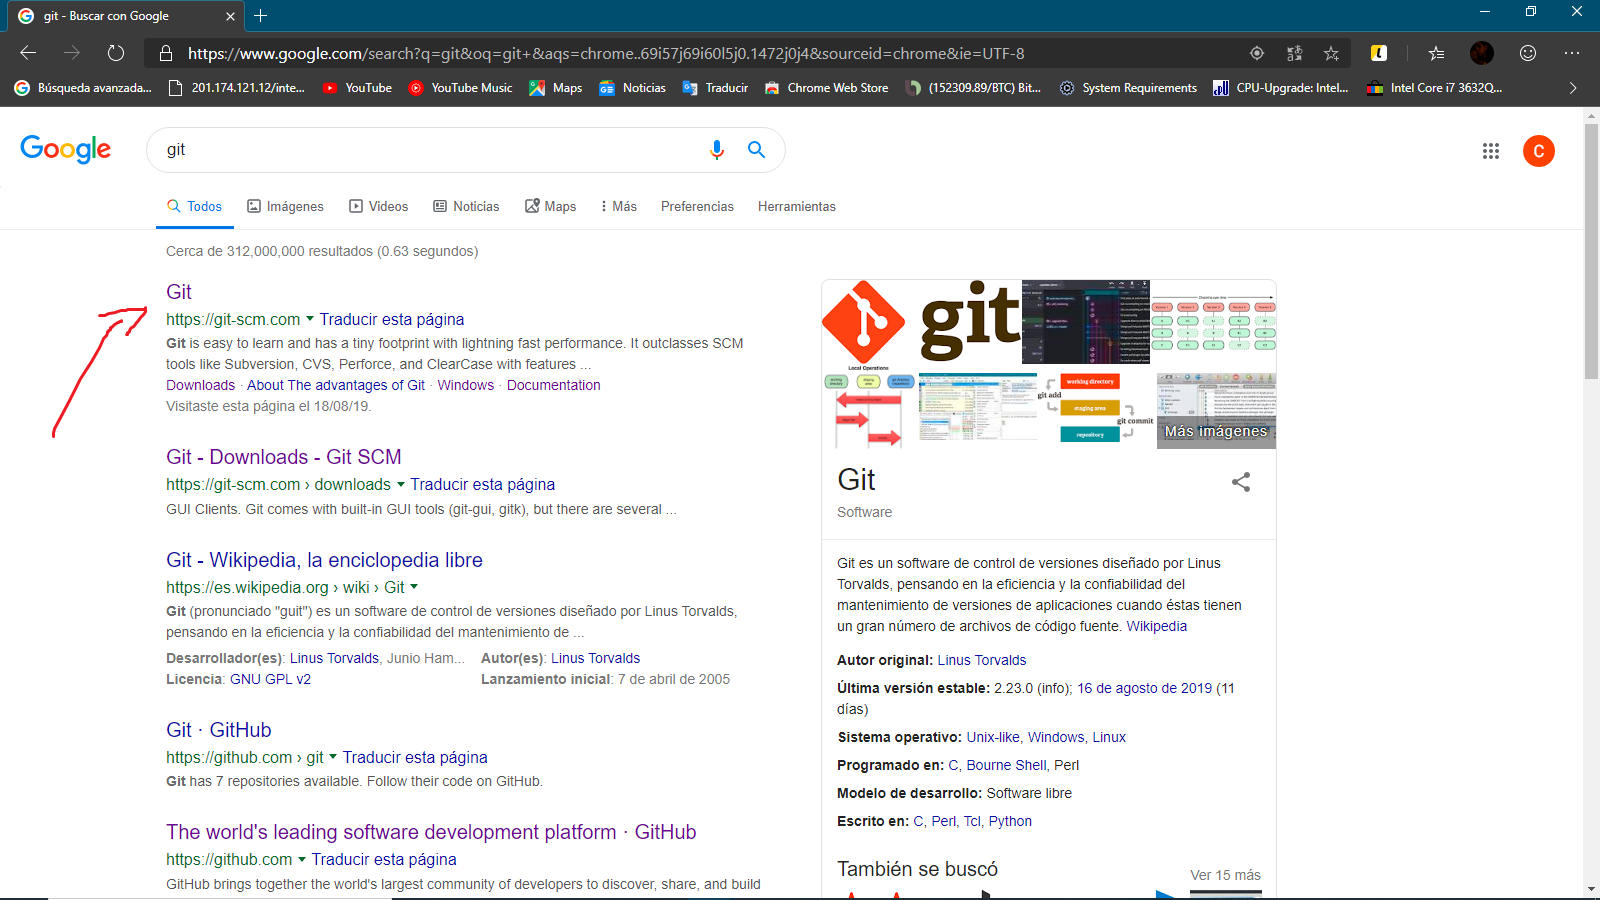 git - Buscar con Google
https://www.google.com/search?q=git&oq=git+&aqs=chrome..69i57j69i60l5j0.1472j0j4&sourceid=chrome&ie=UTF-8
Búsqueda avanzada... 201.174.121.12/inte... YouTube YouTube Music Maps Noticias Traducir Chrome Web Store (152309.89/BTC) Bit... System Requirements CPU-Upgrade: Intel... Intel Core i7 3632Q...
Google
git
C
Todos Imágenes Videos Noticias Maps Más Preferencias Herramientas
Cerca de 312,000,000 resultados (0.63 segundos)
Git
https://git-scm.com Traducir esta página
Git is easy to learn and has a tiny footprint with lightning fast performance. It outclasses SCM
tools like Subversion, CVS, Perforce, and ClearCase with features ...
Downloads · About The advantages of Git · Windows · Documentation
Visitaste esta página el 18/08/19.
Git - Downloads - Git SCM
https://git-scm.com › downloads Traducir esta página
GUI Clients. Git comes with built-in GUI tools (git-gui, gitk), but there are several ...
Git - Wikipedia, la enciclopedia libre
https://es.wikipedia.org › wiki › Git
Git (pronunciado "guit") es un software de control de versiones diseñado por Linus Torvalds,
pensando en la eficiencia y la confiabilidad del mantenimiento de ...
Desarrollador(es): Linus Torvalds, Junio Ham... Autor(es): Linus Torvalds
Licencia: GNU GPL v2 Lanzamiento inicial: 7 de abril de 2005
Git · GitHub
https://github.com › git Traducir esta página
Git has 7 repositories available. Follow their code on GitHub.
The world's leading software development platform · GitHub
https://github.com Traducir esta página
GitHub brings together the world's largest community of developers to discover, share, and build
git
Local Operations
working directory
git add
staging area
git commit
repository
Más imágenes
Git
Software
Git es un software de control de versiones diseñado por Linus
Torvalds, pensando en la eficiencia y la confiabilidad del
mantenimiento de versiones de aplicaciones cuando éstas tienen
un gran número de archivos de código fuente. Wikipedia
Autor original: Linus Torvalds
Última versión estable: 2.23.0 (info); 16 de agosto de 2019 (11
días)
Sistema operativo: Unix-like, Windows, Linux
Programado en: C, Bourne Shell, Perl
Modelo de desarrollo: Software libre
Escrito en: C, Perl, Tcl, Python
También se buscó
Ver 15 más